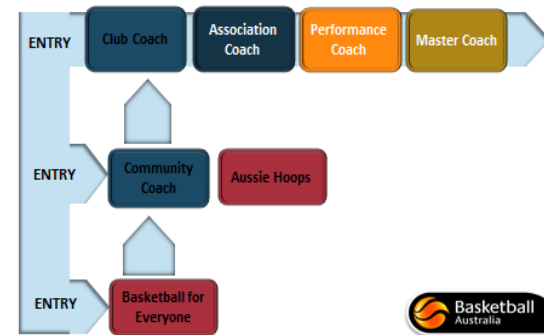 ENTRY
Club Coach
Association
Coach
Performance
Coach
Master Coach
ENTRY
Community
Coach
Aussie Hoops
ENTRY
Basketball for
Everyone
Basketball
Australia